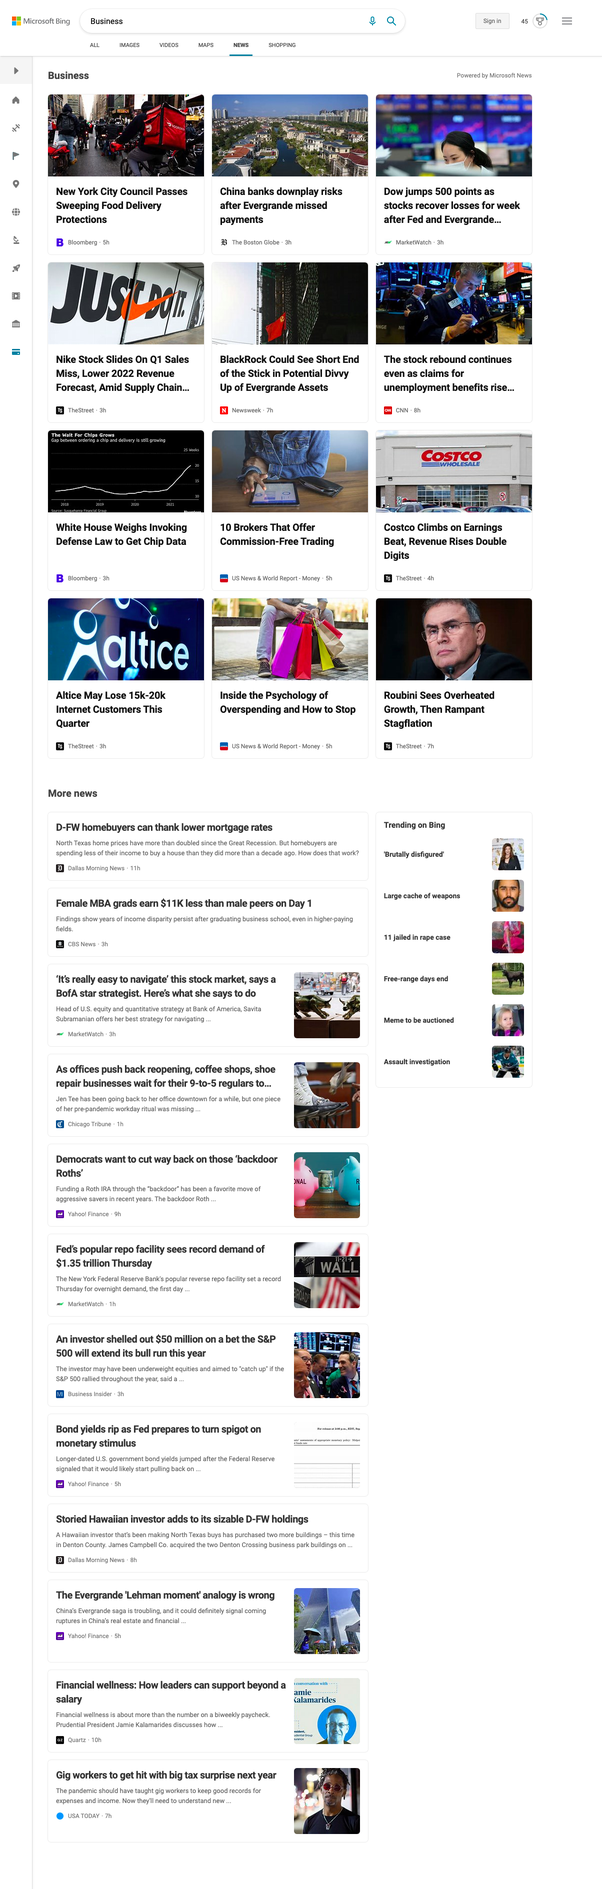 Microsoft Bing
Business
Sign in
45
ALL
IMAGES
VIDEOS
MAPS
NEWS
SHOPPING
Business
Powered by Microsoft News
New York City Council Passes
Sweeping Food Delivery
Protections
Bloomberg · 5h
China banks downplay risks
after Evergrande missed
payments
The Boston Globe · 3h
Dow jumps 500 points as
stocks recover losses for week
after Fed and Evergrande...
MarketWatch · 3h
JUST DO IT.
Nike Stock Slides On Q1 Sales
Miss, Lower 2022 Revenue
Forecast, Amid Supply Chain...
TheStreet · 3h
BlackRock Could See Short End
of the Stick in Potential Divvy
Up of Evergrande Assets
Newsweek · 7h
The stock rebound continues
even as claims for
unemployment benefits rise...
CNN · 8h
The Wait For Chips Grows
Gap between ordering a chip and delivery is still growing
25 Weeks
20
15
10
2018
2019
2020
2021
White House Weighs Invoking
Defense Law to Get Chip Data
Bloomberg · 3h
10 Brokers That Offer
Commission-Free Trading
US News & World Report - Money · 5h
COSTCO
WHOLESALE
Costco Climbs on Earnings
Beat, Revenue Rises Double
Digits
TheStreet · 4h
altice
Altice May Lose 15k-20k
Internet Customers This
Quarter
TheStreet · 3h
Inside the Psychology of
Overspending and How to Stop
US News & World Report - Money · 5h
Roubini Sees Overheated
Growth, Then Rampant
Stagflation
TheStreet · 7h
More news
D-FW homebuyers can thank lower mortgage rates
North Texas home prices have more than doubled since the Great Recession. But homebuyers are
spending less of their income to buy a house than they did more than a decade ago. How does that work?
Dallas Morning News · 11h
Female MBA grads earn $11K less than male peers on Day 1
Findings show years of income disparity persist after graduating business school, even in higher-paying
fields.
CBS News · 3h
'It's really easy to navigate' this stock market, says a
BofA star strategist. Here's what she says to do
Head of U.S. equity and quantitative strategy at Bank of America, Savita
Subramanian offers her best strategy for navigating ...
MarketWatch · 3h
As offices push back reopening, coffee shops, shoe
repair businesses wait for their 9-to-5 regulars to...
Jen Tee has been going back to her office downtown for a while, but one piece
of her pre-pandemic workday ritual was missing ...
Chicago Tribune · 1h
Democrats want to cut way back on those 'backdoor
Roths'
Funding a Roth IRA through the "backdoor" has been a favorite move of
aggressive savers in recent years. The backdoor Roth ...
Yahoo! Finance · 9h
Fed's popular repo facility sees record demand of
$1.35 trillion Thursday
The New York Federal Reserve Bank's popular reverse repo facility set a record
Thursday for overnight demand, the first day ...
MarketWatch · 1h
WALL
An investor shelled out $50 million on a bet the S&P
500 will extend its bull run this year
The investor may have been underweight equities and aimed to "catch up" if the
S&P 500 rallied throughout the year, said a ...
Business Insider · 3h
Bond yields rip as Fed prepares to turn spigot on
monetary stimulus
Longer-dated U.S. government bond yields jumped after the Federal Reserve
signaled that it would likely start pulling back on ...
Yahoo! Finance · 5h
Storied Hawaiian investor adds to its sizable D-FW holdings
A Hawaiian investor that's been making North Texas buys has purchased two more buildings – this time
in Denton County. James Campbell Co. acquired the two Denton Crossing business park buildings on ...
Dallas Morning News · 8h
The Evergrande 'Lehman moment' analogy is wrong
China's Evergrande saga is troubling, and it could definitely signal coming
ruptures in China's real estate and financial ...
Yahoo! Finance · 5h
Financial wellness: How leaders can support beyond a
salary
Financial wellness is about more than the number on a biweekly paycheck.
Prudential President Jamie Kalamarides discusses how ...
Quartz · 10h
conversation with
amie
Kalamarides
Gig workers to get hit with big tax surprise next year
The pandemic should have taught gig workers to keep good records for
expenses and income. Now they'll need to understand new ...
USA TODAY · 7h
Trending on Bing
'Brutally disfigured'
Large cache of weapons
11 jailed in rape case
Free-range days end
Meme to be auctioned
Assault investigation